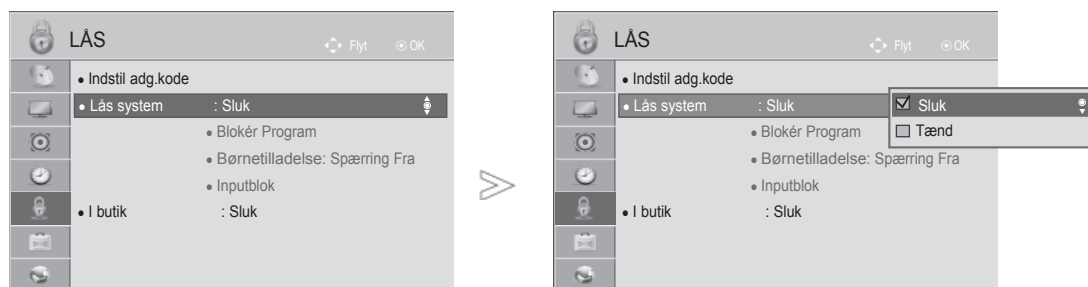 LÅS
Flyt OK
• Indstil adg.kode
• Lås system : Sluk
• Blokér Program
• Børnetilladelse: Spærring Fra
• Inputblok
• I butik : Sluk
>
LÅS
Flyt OK
• Indstil adg.kode
• Lås system : Sluk
• Blokér Program
• Børnetilladelse: Spærring Fra
• Inputblok
• I butik : Sluk
Sluk
Tænd